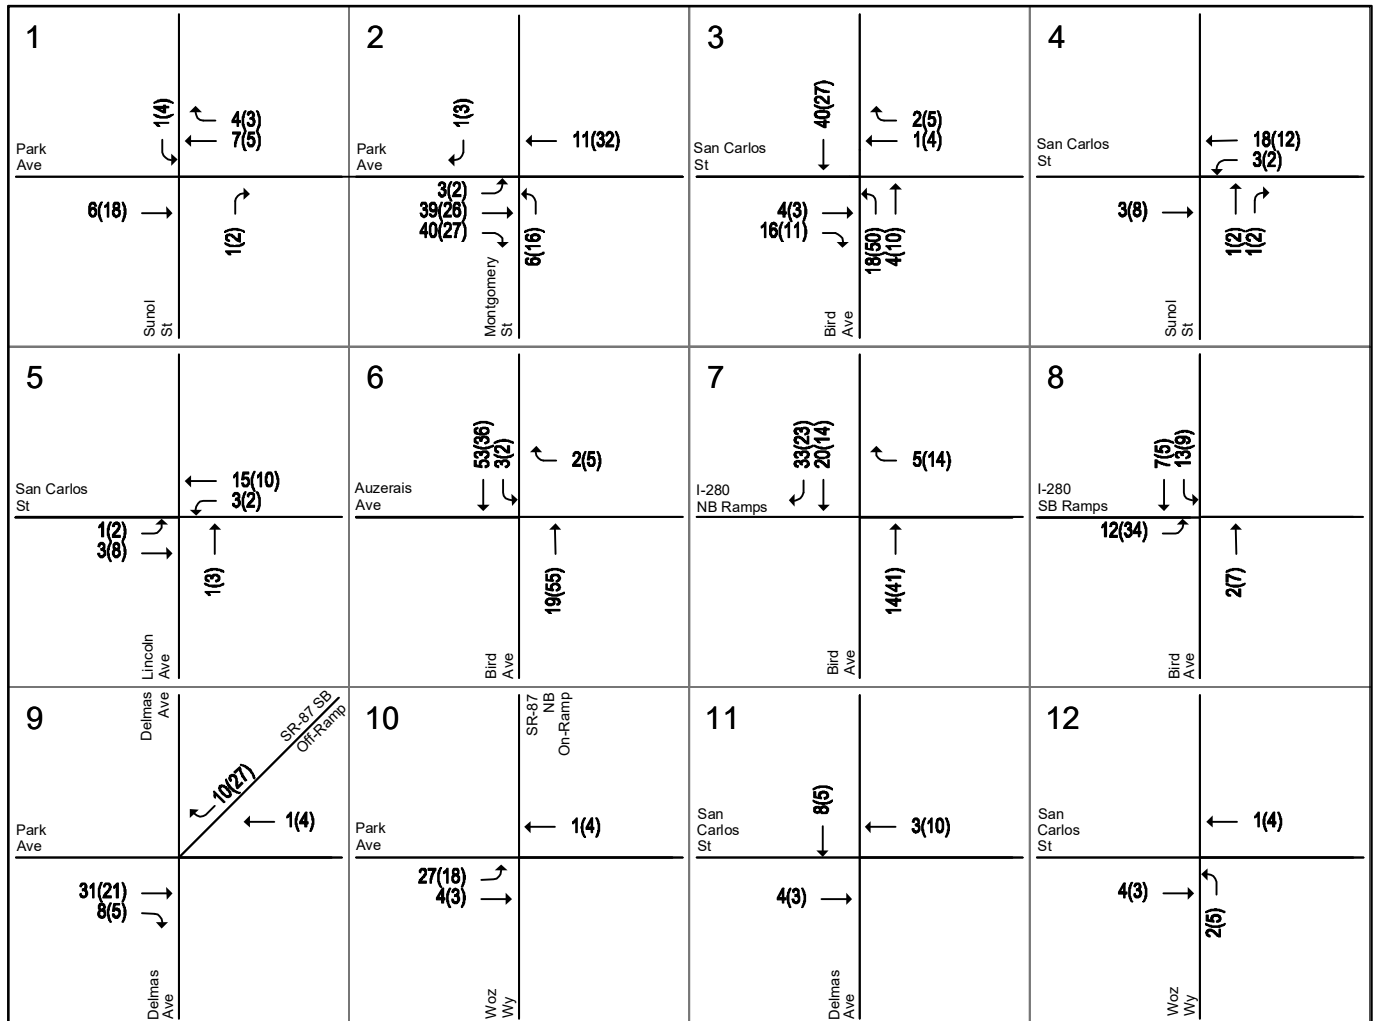 1
1(4)
4(3)
7(5)
Park
Ave
6(18)
1(2)
Sunol
St
2
1(3)
11(32)
Park
Ave
3(2)
39(26)
40(27)
6(16)
Montgomery
St
3
40(27)
2(5)
1(4)
San Carlos
St
4(3)
16(11)
18(50)
4(10)
Bird
Ave
4
18(12)
3(2)
San Carlos
St
3(8)
1(2)
1(2)
Sunol
St
5
15(10)
3(2)
San Carlos
St
1(2)
3(8)
1(3)
Lincoln
Ave
6
53(36)
3(2)
2(5)
Auzerais
Ave
19(55)
Bird
Ave
7
33(23)
20(14)
5(14)
I-280
NB Ramps
14(41)
Bird
Ave
8
7(5)
13(9)
I-280
SB Ramps
12(34)
2(7)
Bird
Ave
9
Delmas
Ave
SR-87 SB
Off-Ramp
10(27)
1(4)
Park
Ave
31(21)
8(5)
Delmas
Ave
10
SR-87
NB
On-Ramp
1(4)
Park
Ave
27(18)
4(3)
Woz
Wy
11
8(5)
3(10)
San
Carlos
St
4(3)
Delmas
Ave
12
1(4)
San
Carlos
St
4(3)
2(5)
Woz
Wy